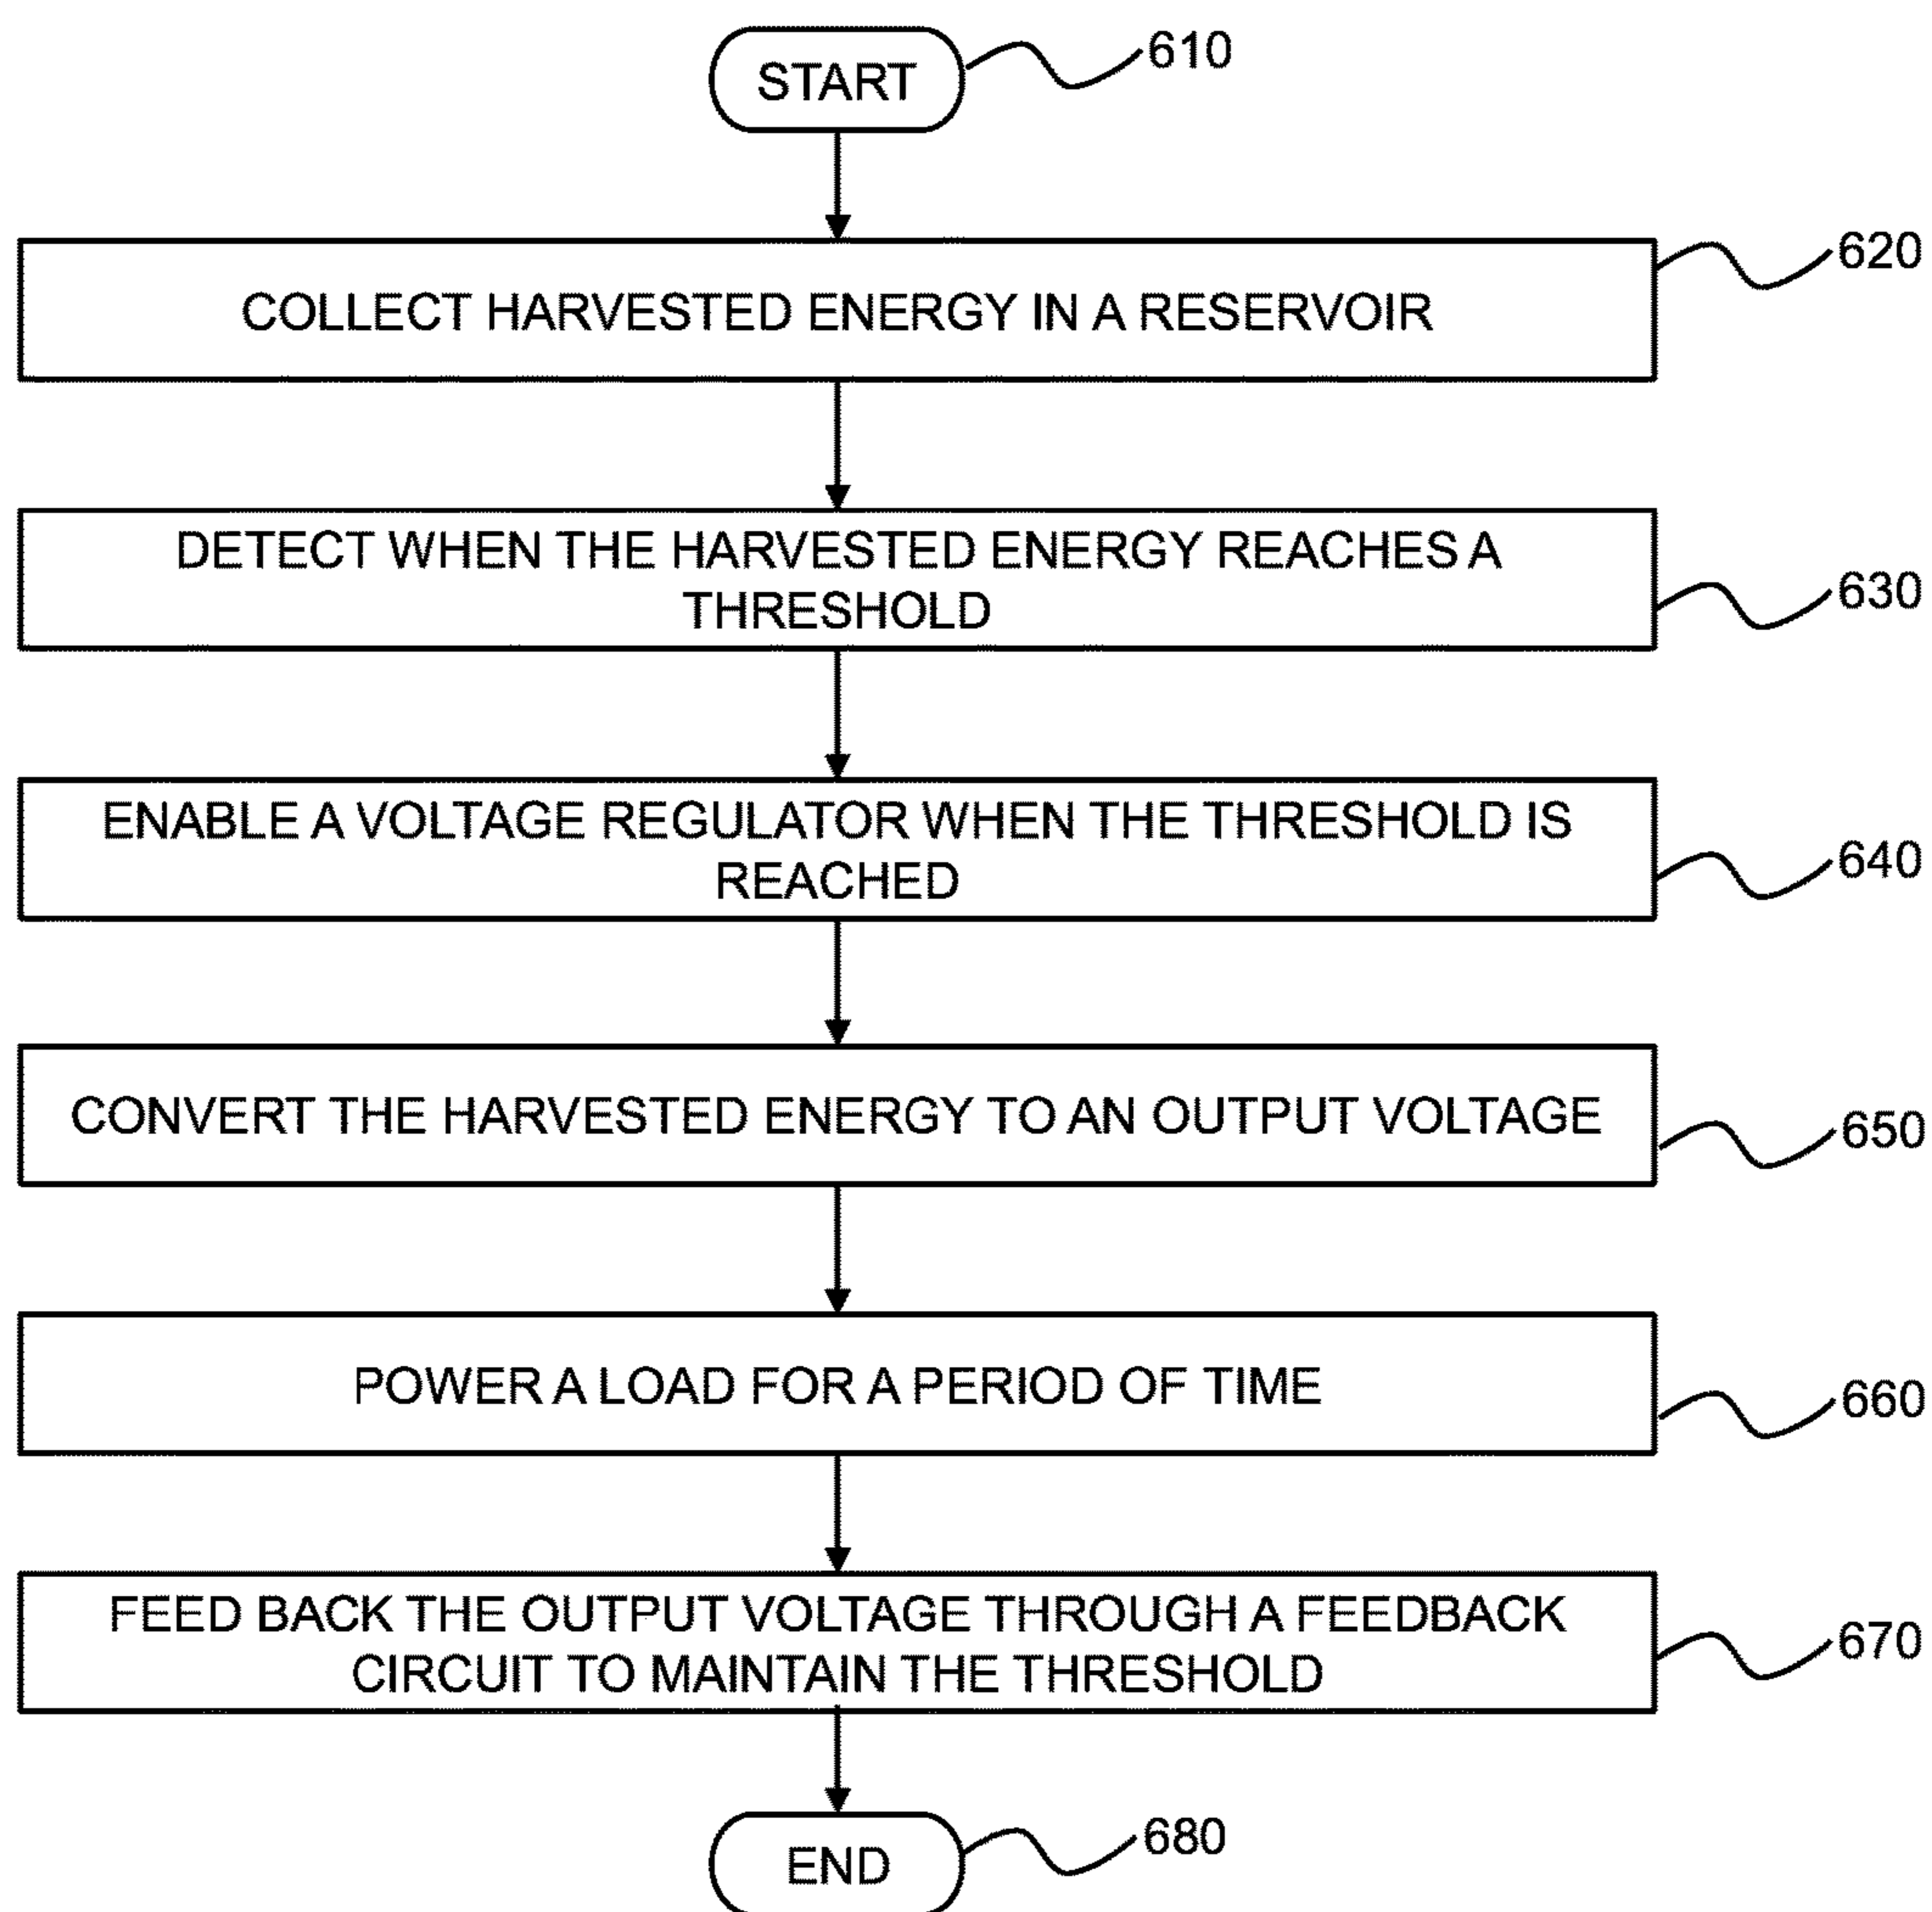 START
610
COLLECT HARVESTED ENERGY IN A RESERVOIR
620
DETECT WHEN THE HARVESTED ENERGY REACHES A
THRESHOLD
630
ENABLE A VOLTAGE REGULATOR WHEN THE THRESHOLD IS
REACHED
640
CONVERT THE HARVESTED ENERGY TO AN OUTPUT VOLTAGE
650
POWER A LOAD FOR A PERIOD OF TIME
660
FEED BACK THE OUTPUT VOLTAGE THROUGH A FEEDBACK
CIRCUIT TO MAINTAIN THE THRESHOLD
670
END
680